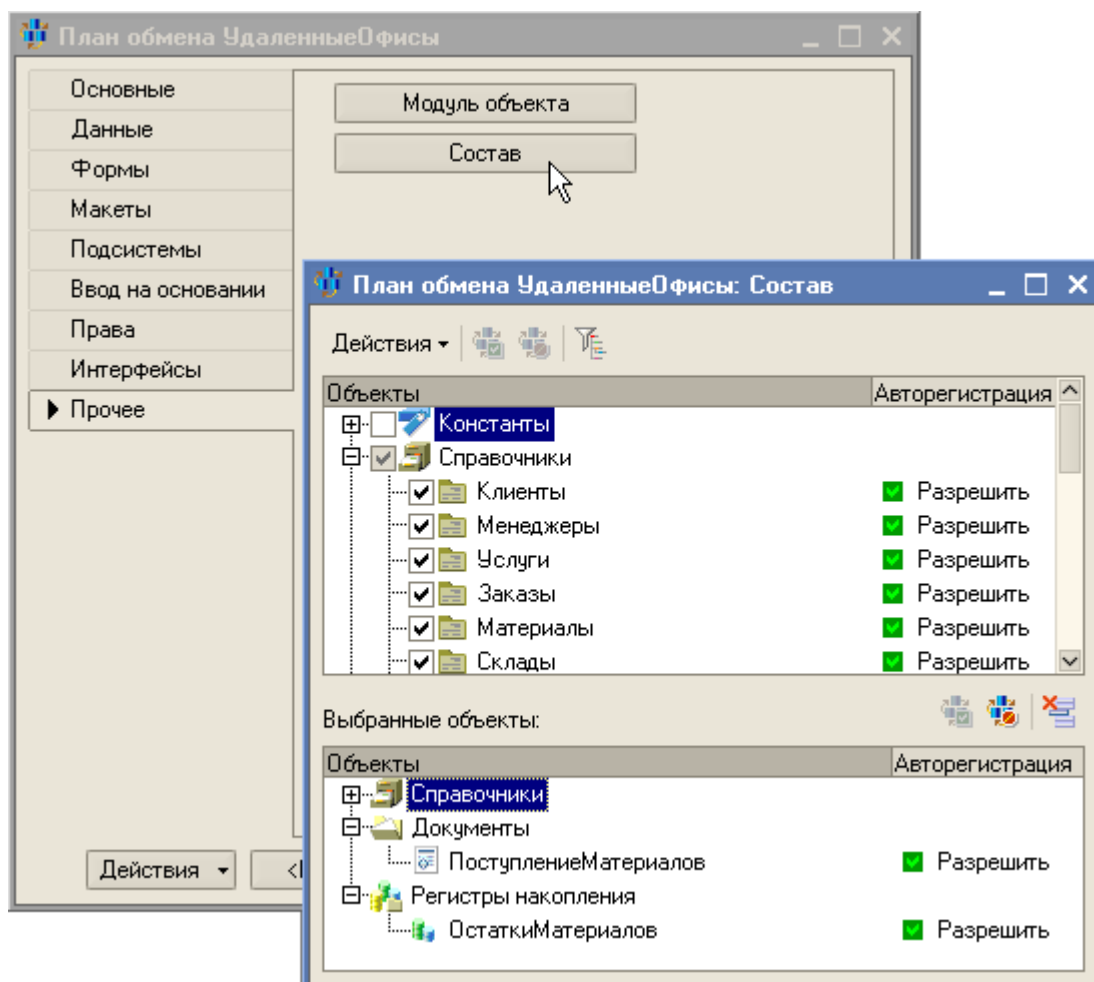 План обмена УдаленныеОфисы
Основные
Данные
Формы
Макеты
Подсистемы
Ввод на основании
Права
Интерфейсы
Прочее
Модуль объекта
Состав
Действия
План обмена УдаленныеОфисы: Состав
Действия
Объекты Авторегистрация
Константы
Справочники
Клиенты Разрешить
Менеджеры Разрешить
Услуги Разрешить
Заказы Разрешить
Материалы Разрешить
Склады Разрешить
Выбранные объекты:
Объекты Авторегистрация
Справочники
Документы
ПоступлениеМатериалов Разрешить
Регистры накопления
ОстаткиМатериалов Разрешить